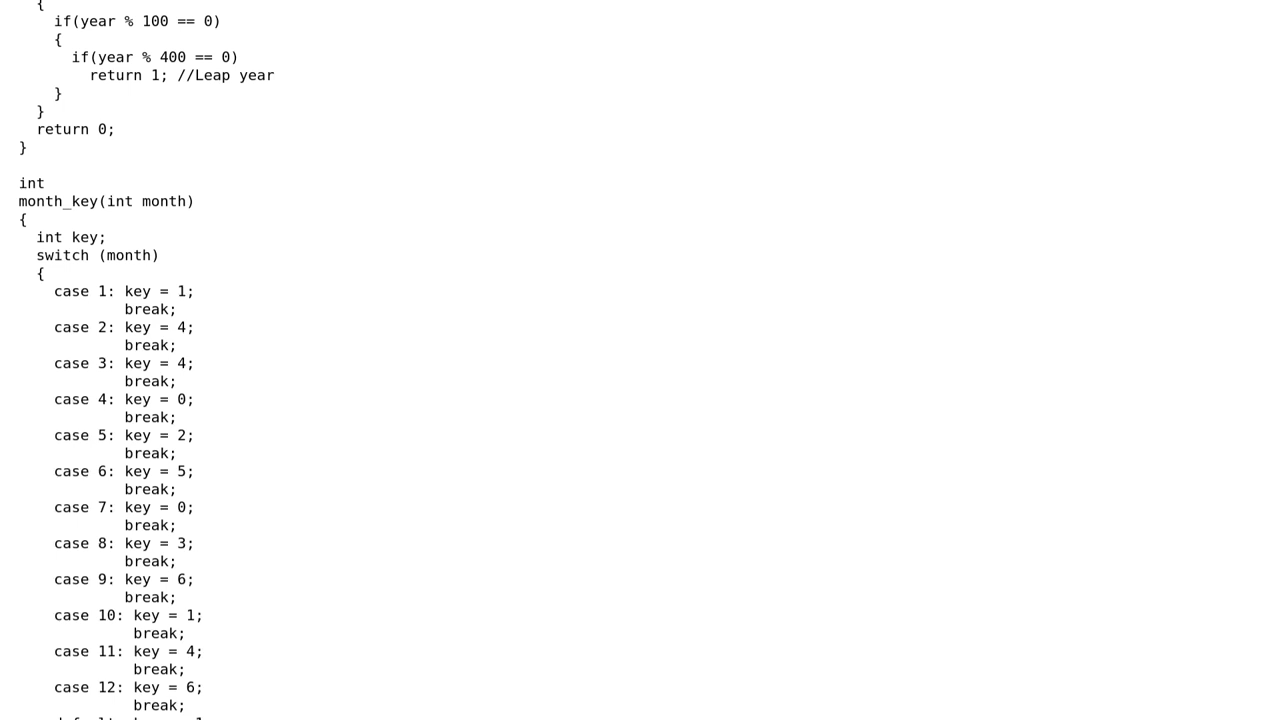 {
if(year % 100 == 0)
{
if(year % 400 == 0)
return 1; //Leap year
}
}
return 0;
}
int
month_key(int month)
{
int key;
switch (month)
{
case 1: key = 1;
break;
case 2: key = 4;
break;
case 3: key = 4;
break;
case 4: key = 0;
break;
case 5: key = 2;
break;
case 6: key = 5;
break;
case 7: key = 0;
break;
case 8: key = 3;
break;
case 9: key = 6;
break;
case 10: key = 1;
break;
case 11: key = 4;
break;
case 12: key = 6;
break;